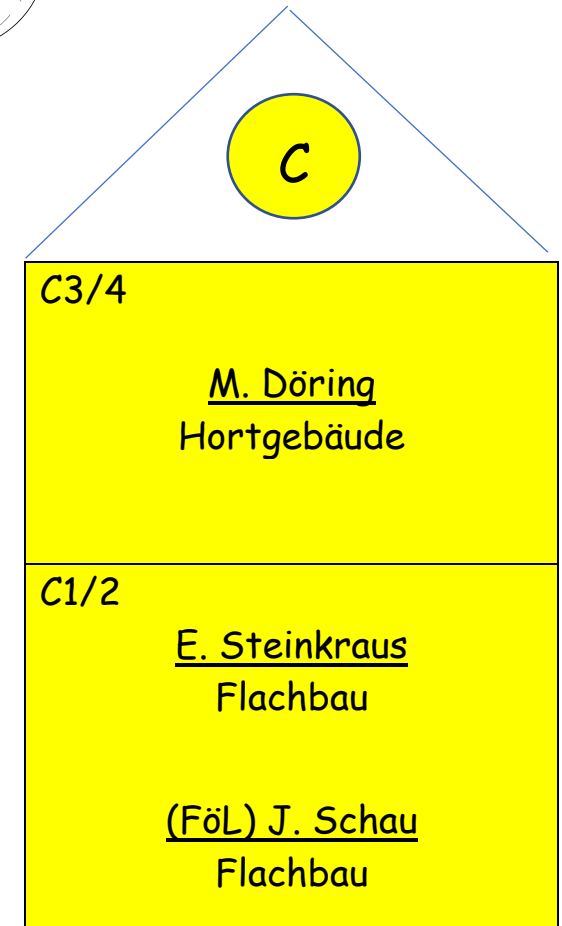 C
C3/4
M. Döring
Hortgebäude
C1/2
E. Steinkraus
Flachbau
(FöL) J. Schau
Flachbau